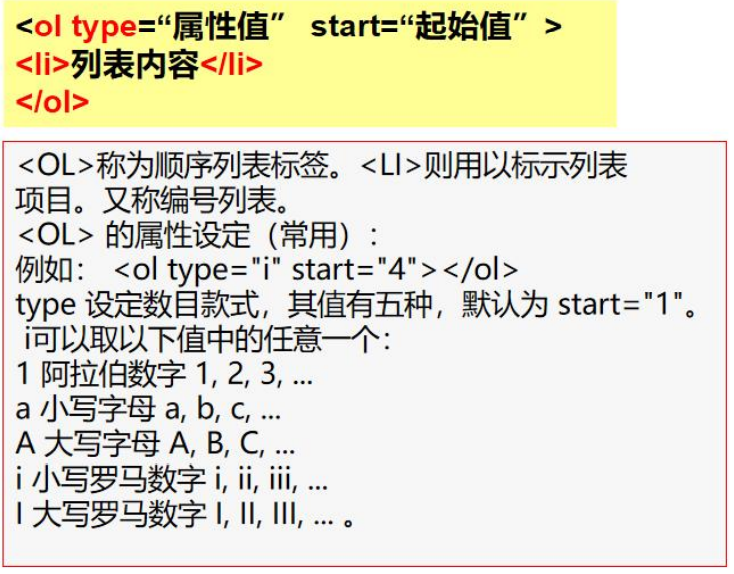 <ol type=“属性值” start=“起始值” >
<li>列表内容</li>
</ol>
<OL>称为顺序列表标签。<LI>则用以标示列表
项目。又称编号列表。
<OL> 的属性设定（常用）:
例如： <ol type="i" start="4"></ol>
type 设定数目款式，其值有五种，默认为 start="1"。
i可以取以下值中的任意一个：
1 阿拉伯数字 1, 2, 3, ...
a 小写字母 a, b, c, ...
A 大写字母 A, B, C, ...
i 小写罗马数字 i, ii, iii, ...
I 大写罗马数字 I, II, III, ... 。